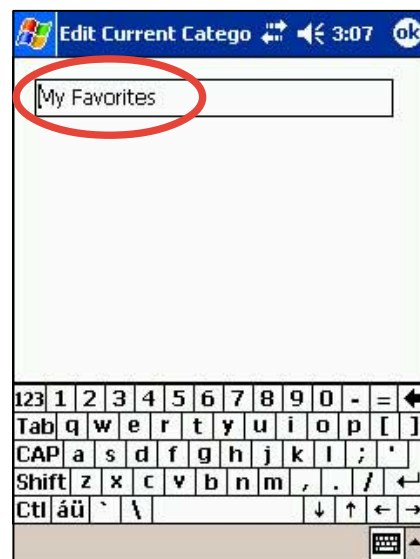 Edit Current Catego 3:07 ok
My Favorites
123 1 2 3 4 5 6 7 8 9 0 - =
Tab q w e r t y u i o p [ ]
CAP a s d f g h j k l ; '
Shift z x c v b n m , . / ↵
Ctl áü ` \ ↓ ↑ ← →